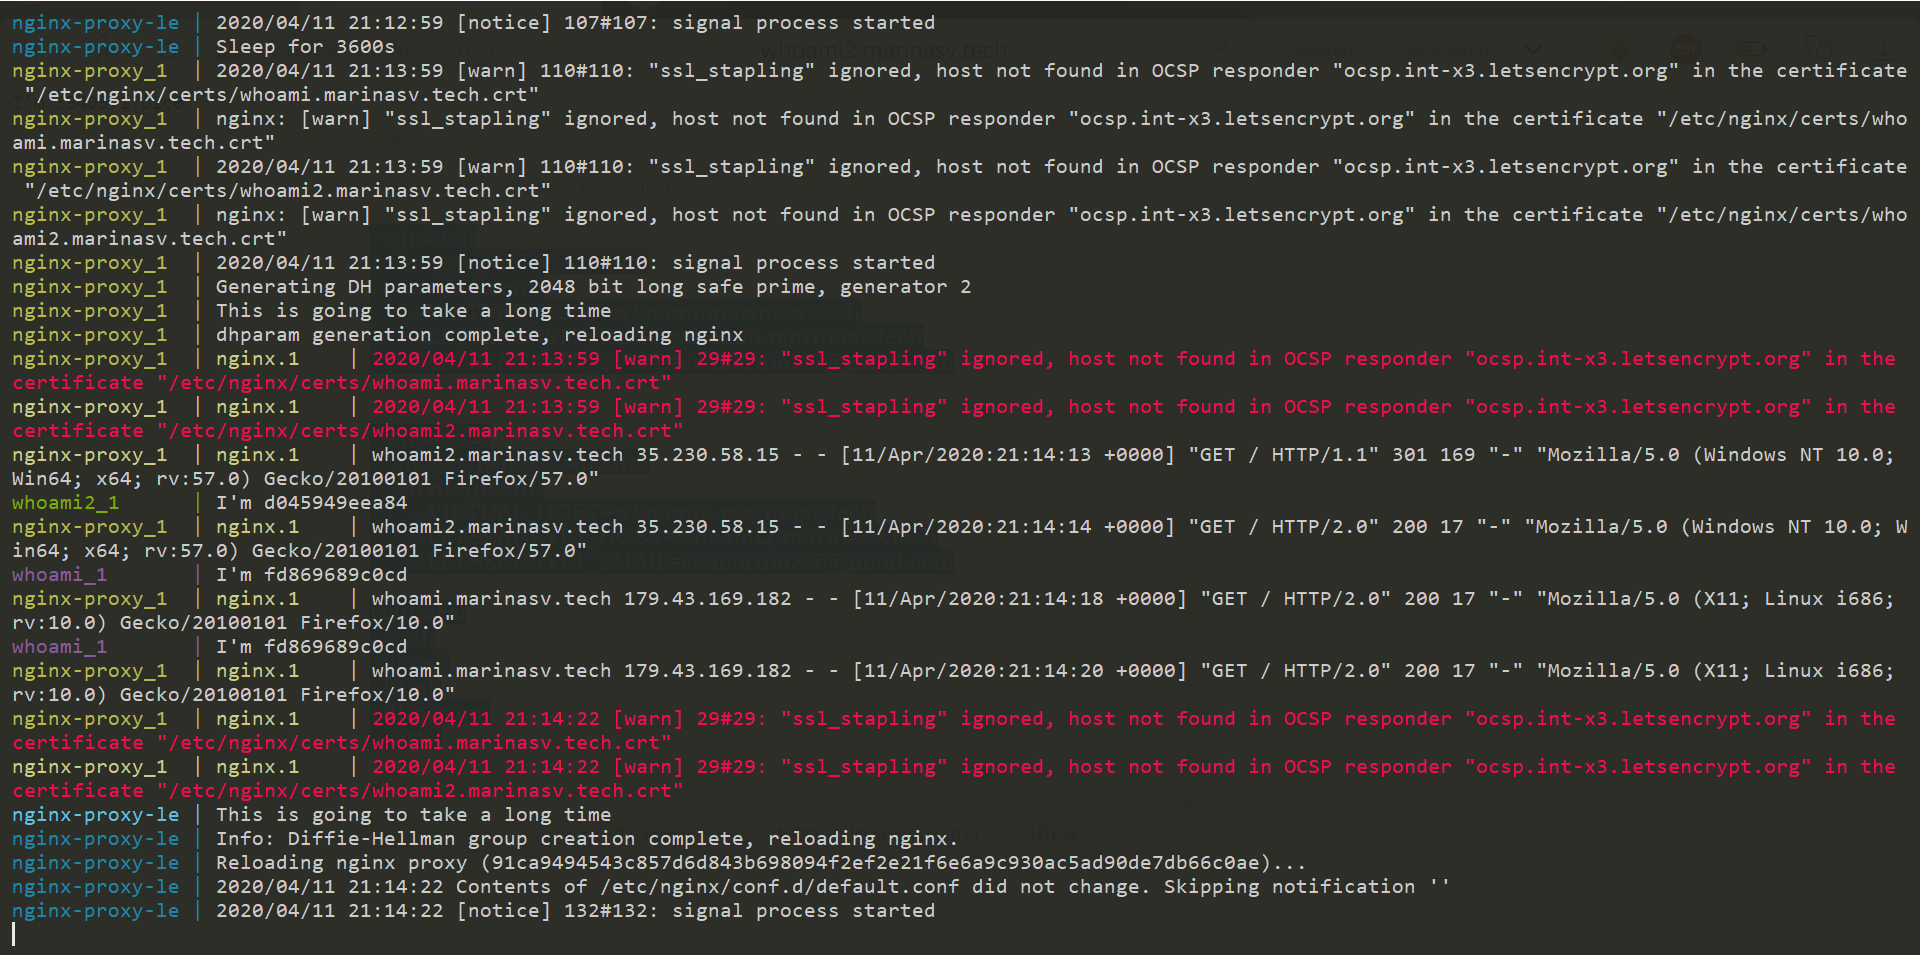 nginx-proxy-le | 2020/04/11 21:12:59 [notice] 107#107: signal process started
nginx-proxy-le | Sleep for 3600s
nginx-proxy_1  | 2020/04/11 21:13:59 [warn] 110#110: "ssl_stapling" ignored, host not found in OCSP responder "ocsp.int-x3.letsencrypt.org" in the certificate
 "/etc/nginx/certs/whoami.marinasv.tech.crt"
nginx-proxy_1  | nginx: [warn] "ssl_stapling" ignored, host not found in OCSP responder "ocsp.int-x3.letsencrypt.org" in the certificate "/etc/nginx/certs/who
ami.marinasv.tech.crt"
nginx-proxy_1  | 2020/04/11 21:13:59 [warn] 110#110: "ssl_stapling" ignored, host not found in OCSP responder "ocsp.int-x3.letsencrypt.org" in the certificate
 "/etc/nginx/certs/whoami2.marinasv.tech.crt"
nginx-proxy_1  | nginx: [warn] "ssl_stapling" ignored, host not found in OCSP responder "ocsp.int-x3.letsencrypt.org" in the certificate "/etc/nginx/certs/who
ami2.marinasv.tech.crt"
nginx-proxy_1  | 2020/04/11 21:13:59 [notice] 110#110: signal process started
nginx-proxy_1  | Generating DH parameters, 2048 bit long safe prime, generator 2
nginx-proxy_1  | This is going to take a long time
nginx-proxy_1  | dhparam generation complete, reloading nginx
nginx-proxy_1  | nginx.1    | 2020/04/11 21:13:59 [warn] 29#29: "ssl_stapling" ignored, host not found in OCSP responder "ocsp.int-x3.letsencrypt.org" in the
certificate "/etc/nginx/certs/whoami.marinasv.tech.crt"
nginx-proxy_1  | nginx.1    | 2020/04/11 21:13:59 [warn] 29#29: "ssl_stapling" ignored, host not found in OCSP responder "ocsp.int-x3.letsencrypt.org" in the
certificate "/etc/nginx/certs/whoami2.marinasv.tech.crt"
nginx-proxy_1  | nginx.1    | whoami2.marinasv.tech 35.230.58.15 - - [11/Apr/2020:21:14:13 +0000] "GET / HTTP/1.1" 301 169 "-" "Mozilla/5.0 (Windows NT 10.0;
Win64; x64; rv:57.0) Gecko/20100101 Firefox/57.0"
whoami2_1      | I'm d045949eea84
nginx-proxy_1  | nginx.1    | whoami2.marinasv.tech 35.230.58.15 - - [11/Apr/2020:21:14:14 +0000] "GET / HTTP/2.0" 200 17 "-" "Mozilla/5.0 (Windows NT 10.0; W
in64; x64; rv:57.0) Gecko/20100101 Firefox/57.0"
whoami_1       | I'm fd869689c0cd
nginx-proxy_1  | nginx.1    | whoami.marinasv.tech 179.43.169.182 - - [11/Apr/2020:21:14:18 +0000] "GET / HTTP/2.0" 200 17 "-" "Mozilla/5.0 (X11; Linux i686;
rv:10.0) Gecko/20100101 Firefox/10.0"
whoami_1       | I'm fd869689c0cd
nginx-proxy_1  | nginx.1    | whoami.marinasv.tech 179.43.169.182 - - [11/Apr/2020:21:14:20 +0000] "GET / HTTP/2.0" 200 17 "-" "Mozilla/5.0 (X11; Linux i686;
rv:10.0) Gecko/20100101 Firefox/10.0"
nginx-proxy_1  | nginx.1    | 2020/04/11 21:14:22 [warn] 29#29: "ssl_stapling" ignored, host not found in OCSP responder "ocsp.int-x3.letsencrypt.org" in the
certificate "/etc/nginx/certs/whoami.marinasv.tech.crt"
nginx-proxy_1  | nginx.1    | 2020/04/11 21:14:22 [warn] 29#29: "ssl_stapling" ignored, host not found in OCSP responder "ocsp.int-x3.letsencrypt.org" in the
certificate "/etc/nginx/certs/whoami2.marinasv.tech.crt"
nginx-proxy-le | This is going to take a long time
nginx-proxy-le | Info: Diffie-Hellman group creation complete, reloading nginx.
nginx-proxy-le | Reloading nginx proxy (91ca9494543c857d6d843b698094f2ef2e21f6e6a9c930ac5ad90de7db66c0ae)...
nginx-proxy-le | 2020/04/11 21:14:22 Contents of /etc/nginx/conf.d/default.conf did not change. Skipping notification ''
nginx-proxy-le | 2020/04/11 21:14:22 [notice] 132#132: signal process started